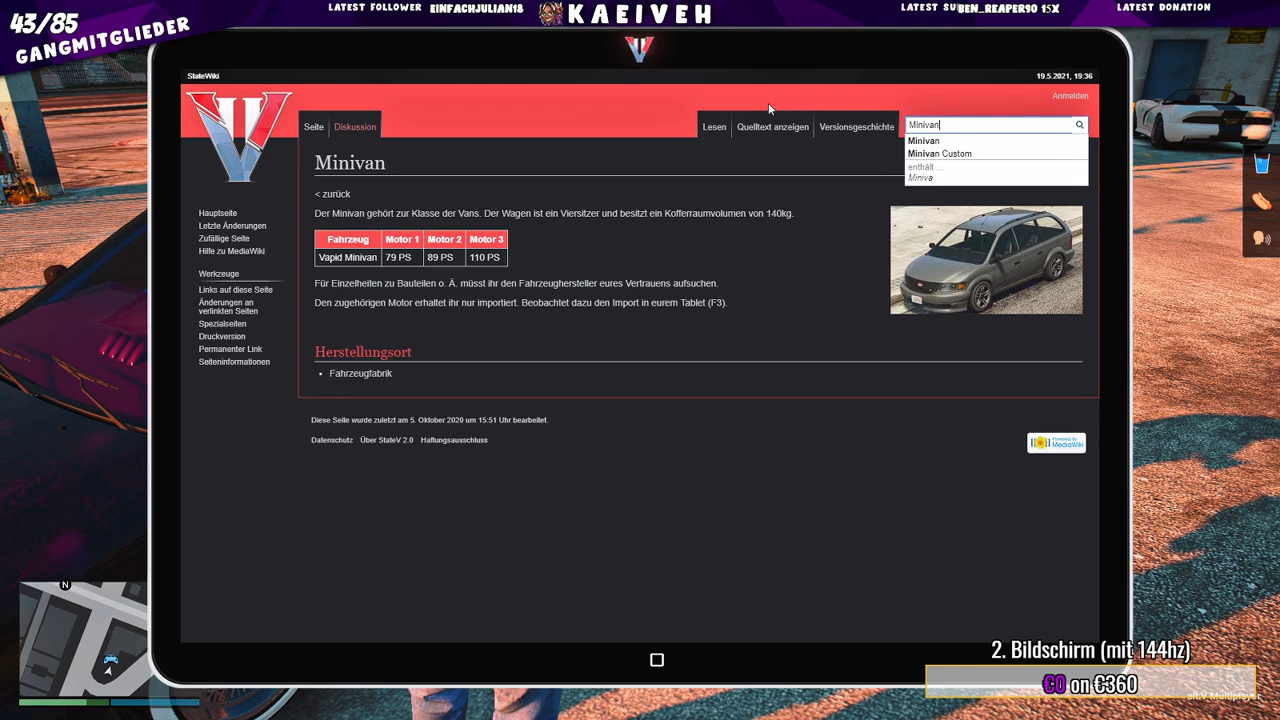 43/85
GANGMITGLIEDER
LATEST FOLLOWER EINFACHJULIAN18
KAEIVEH
BEN_REAPER90 15X
LATEST DONATION
StateWiki
19.5.2021, 19:36
Anmelden
Seite Diskussion
Lesen Quelltext anzeigen Versionsgeschichte
Minivan
Minivan
Minivan Custom
enthält ...
Miniva
Minivan
< zurück
Der Minivan gehört zur Klasse der Vans. Der Wagen ist ein Viersitzer und besitzt ein Kofferraumvolumen von 140kg.
Fahrzeug Motor 1 Motor 2 Motor 3
Vapid Minivan 79 PS 89 PS 110 PS
Für Einzelheiten zu Bauteilen o. Ä. müsst ihr den Fahrzeughersteller eures Vertrauens aufsuchen.
Den zugehörigen Motor erhaltet ihr nur importiert. Beobachtet dazu den Import in eurem Tablet (F3).
Herstellungsort
Fahrzeugfabrik
Hauptseite
Letzte Änderungen
Zufällige Seite
Hilfe zu MediaWiki
Werkzeuge
Links auf diese Seite
Änderungen an
verlinkten Seiten
Spezialseiten
Druckversion
Permanenter Link
Seiteninformationen
Diese Seite wurde zuletzt am 5. Oktober 2020 um 15:51 Uhr bearbeitet.
Datenschutz Über StateV 2.0 Haftungsausschluss
Powered By
MediaWiki
N
2. Bildschirm (mit 144hz)
€0 on €360
alt:V Multiplayer